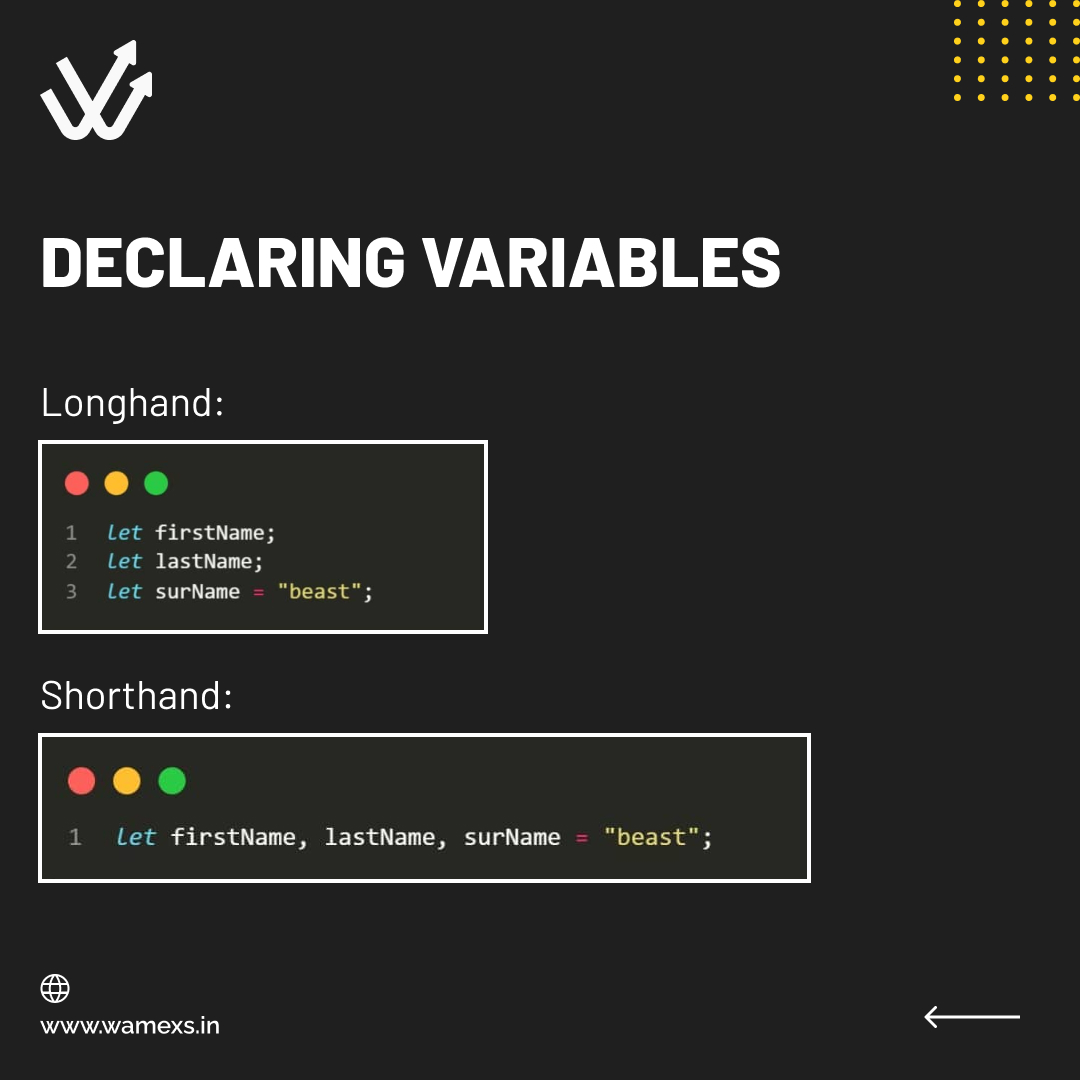 DECLARING VARIABLES
Longhand:
1 let firstName;
2 let lastName;
3 let surName = "beast";
Shorthand:
1 let firstName, lastName, surName = "beast";
www.wamexs.in